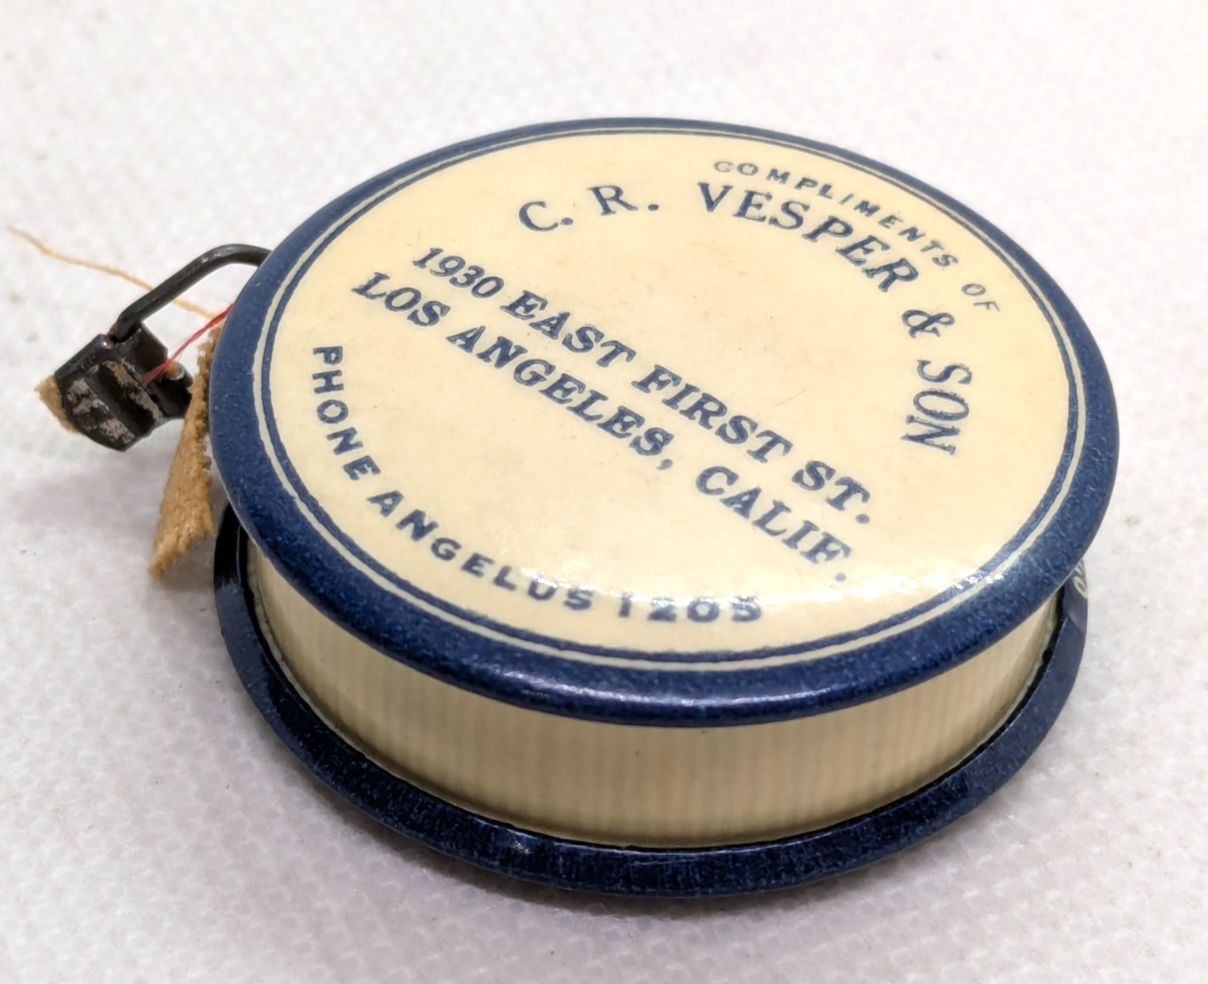 COMPLIMENTS OF
C. R. VESPER & SON
1930 EAST FIRST ST.
LOS ANGELES, CALIF.
PHONE ANGELUS 1205